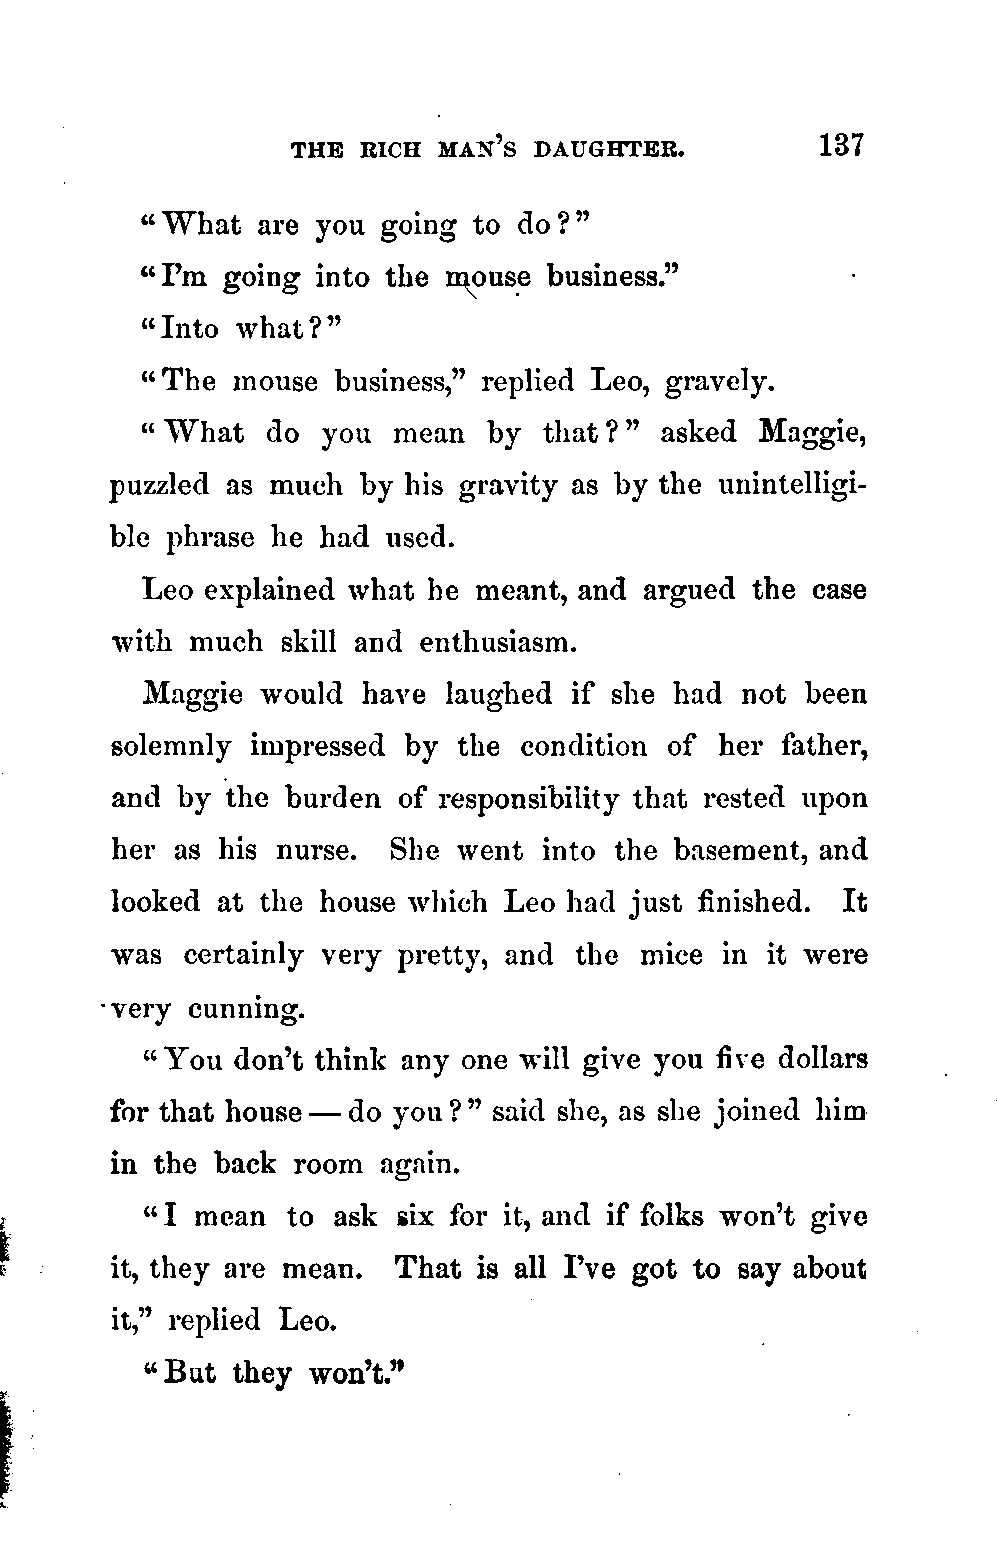 THE RICH MAN'S DAUGHTER. 137
"What are you going to do?"
"I'm going into the mouse business."
"Into what?"
"The mouse business," replied Leo, gravely.
"What do you mean by that?" asked Maggie,
puzzled as much by his gravity as by the unintelligi-
ble phrase he had used.
Leo explained what he meant, and argued the case
with much skill and enthusiasm.
Maggie would have laughed if she had not been
solemnly impressed by the condition of her father,
and by the burden of responsibility that rested upon
her as his nurse. She went into the basement, and
looked at the house which Leo had just finished. It
was certainly very pretty, and the mice in it were
very cunning.
"You don't think any one will give you five dollars
for that house — do you?" said she, as she joined him
in the back room again.
"I mean to ask six for it, and if folks won't give
it, they are mean. That is all I've got to say about
it," replied Leo.
"But they won't."